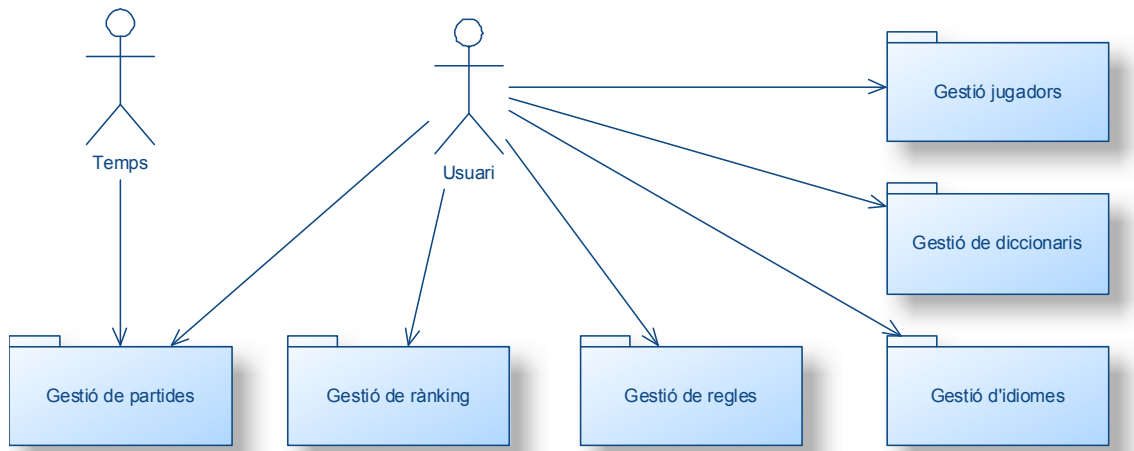 Temps
Usuari
Gestió jugadors
Gestió de diccionaris
Gestió de partides
Gestió de rànking
Gestió de regles
Gestió d'idiomes